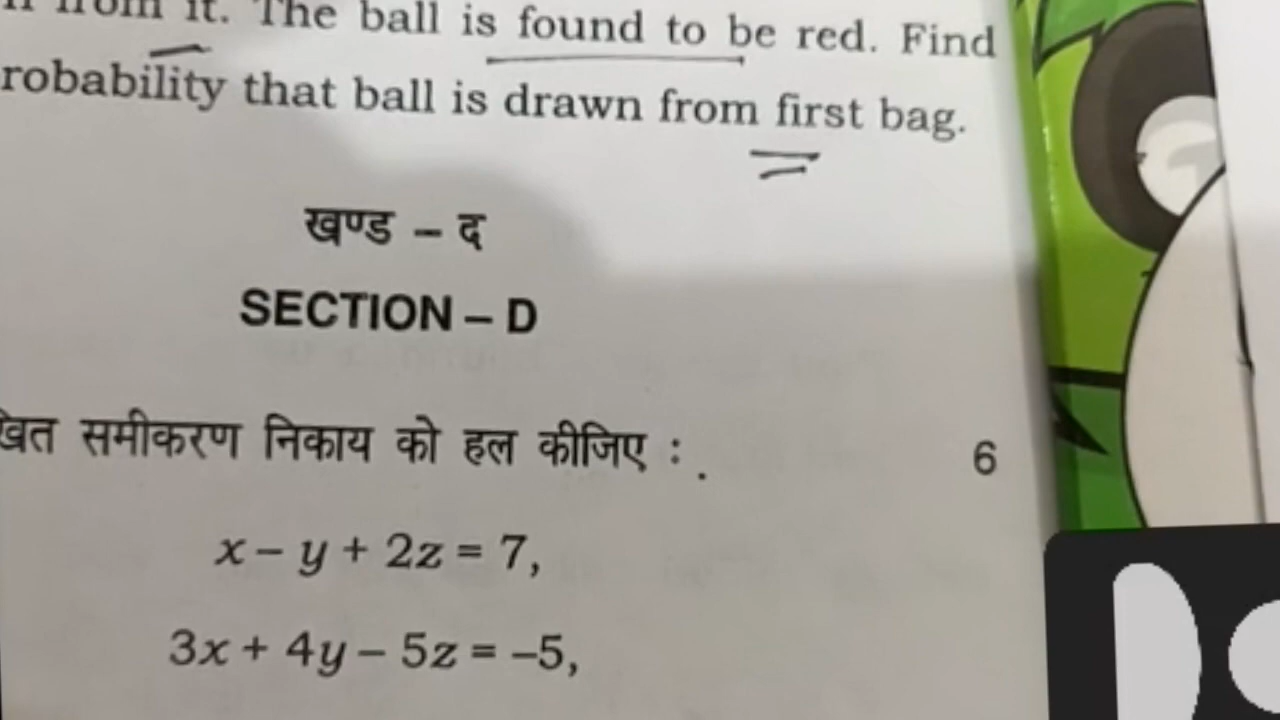 from it. The ball is found to be red. Find
robability that ball is drawn from first bag.
खण्ड – द
SECTION – D
समीकरण निकाय को हल कीजिए : 6
x – y + 2z = 7,
3x + 4y – 5z = –5,